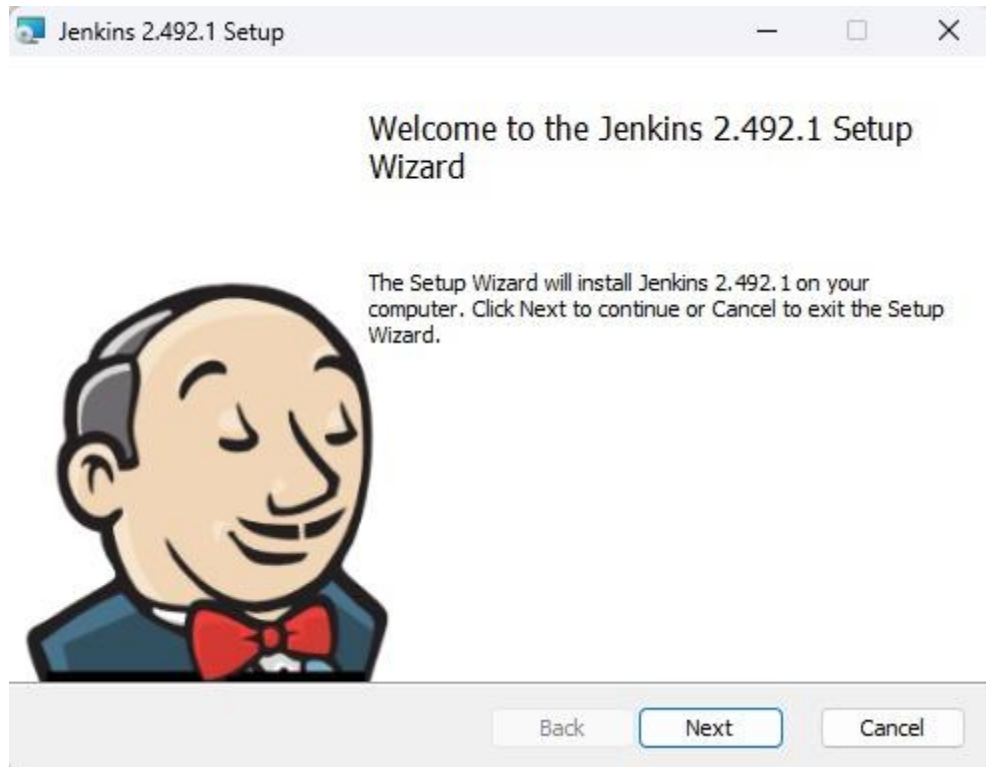 Jenkins 2.492.1 Setup
Welcome to the Jenkins 2.492.1 Setup
Wizard
The Setup Wizard will install Jenkins 2.492.1 on your
computer. Click Next to continue or Cancel to exit the Setup
Wizard.
Back Next Cancel